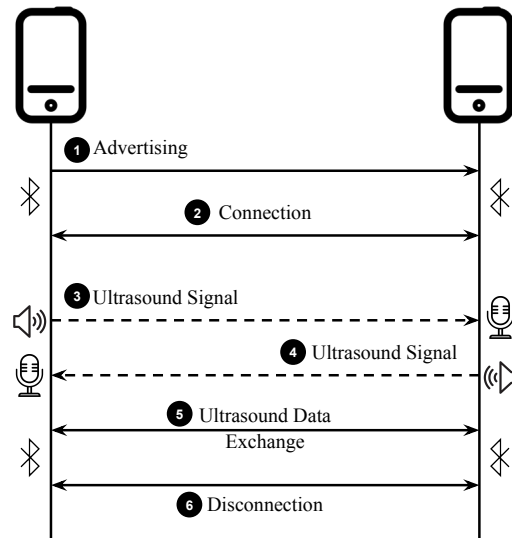 1 Advertising
2 Connection
3 Ultrasound Signal
4 Ultrasound Signal
5 Ultrasound Data
Exchange
6 Disconnection